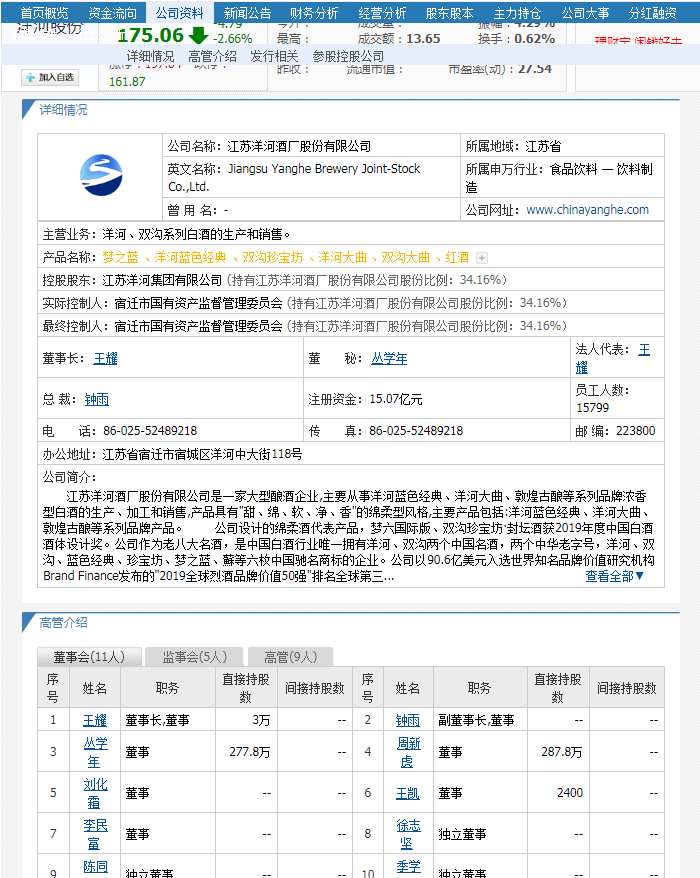 首页概览 资金流向 公司资料 新闻公告 财务分析 经营分析 股东股本 主力持仓 公司大事 分红融资
洋河股份 175.06 -4.79 -2.66% 最高： 成交额：13.65 振幅：4.29% 换手：0.62%
详细情况 高管介绍 发行相关 参股控股公司
加入自选 161.87 昨收： 流通市值： 市盈率(动)：27.54
详细情况
公司名称：江苏洋河酒厂股份有限公司 所属地域：江苏省
英文名称：Jiangsu Yanghe Brewery Joint-Stock Co.,Ltd. 所属申万行业：食品饮料 — 饮料制造
曾 用 名：- 公司网址：www.chinayanghe.com
主营业务：洋河、双沟系列白酒的生产和销售。
产品名称：梦之蓝 、洋河蓝色经典 、双沟珍宝坊 、洋河大曲 、双沟大曲 、红酒
控股股东：江苏洋河集团有限公司 (持有江苏洋河酒厂股份有限公司股份比例：34.16%)
实际控制人：宿迁市国有资产监督管理委员会 (持有江苏洋河酒厂股份有限公司股份比例：34.16%)
最终控制人：宿迁市国有资产监督管理委员会 (持有江苏洋河酒厂股份有限公司股份比例：34.16%)
董事长：王耀 董 秘：丛学年 法人代表：王耀
总 裁：钟雨 注册资金：15.07亿元 员工人数：15799
电 话：86-025-52489218 传 真：86-025-52489218 邮 编：223800
办公地址：江苏省宿迁市宿城区洋河中大街118号
公司简介：
江苏洋河酒厂股份有限公司是一家大型酿酒企业,主要从事洋河蓝色经典、洋河大曲、敦煌古酿等系列品牌浓香
型白酒的生产、加工和销售,产品具有"甜、绵、软、净、香"的绵柔型风格,主要产品包括:洋河蓝色经典、洋河大曲、
敦煌古酿等系列品牌产品。 公司设计的绵柔酒代表产品，梦六国际版、双沟珍宝坊·封坛酒获2019年度中国白酒
酒体设计奖。公司作为老八大名酒，是中国白酒行业唯一拥有洋河、双沟两个中国名酒，两个中华老字号，洋河、双
沟、蓝色经典、珍宝坊、梦之蓝、蘇等六枚中国驰名商标的企业。公司以90.6亿美元入选世界知名品牌价值研究机构
Brand Finance发布的"2019全球烈酒品牌价值50强"排名全球第三... 查看全部▼
高管介绍
董事会(11人) 监事会(5人) 高管(9人)
序号 姓名 职务 直接持股数 间接持股数 序号 姓名 职务 直接持股数 间接持股数
1 王耀 董事长,董事 3万 -- 2 钟雨 副董事长,董事 -- --
3 丛学年 董事 277.8万 -- 4 周新虎 董事 287.8万 --
5 刘化霜 董事 -- -- 6 王凯 董事 2400 --
7 李民富 董事 -- -- 8 徐志坚 独立董事 -- --
9 陈同 独立董事 -- -- 10 季学 独立董事 -- --